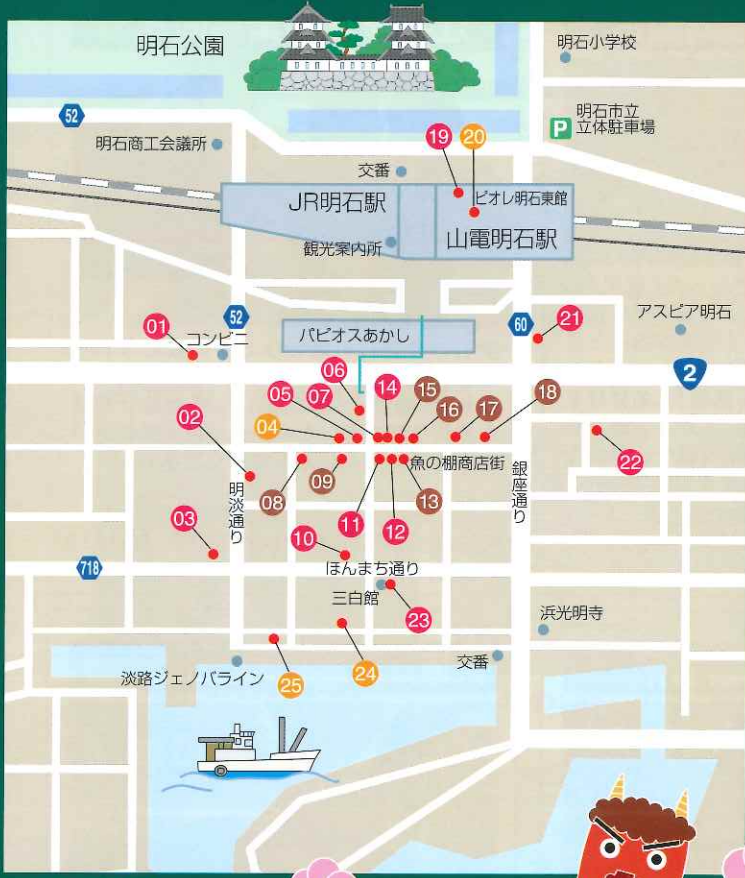 明石公園
明石小学校
52
明石商工会議所
P
明石市立
立体駐車場
19
20
交番
JR明石駅
ピオレ明石東館
山電明石駅
観光案内所
52
60
21
アスピア明石
01
コンビニ
パピオスあかし
2
06
05
07
14
15
16
17
18
04
02
22
魚の棚商店街
銀座通り
08
09
11
12
13
明淡通り
03
10
718
ほんまち通り
三白館
23
浜光明寺
交番
淡路ジェノバライン
25
24